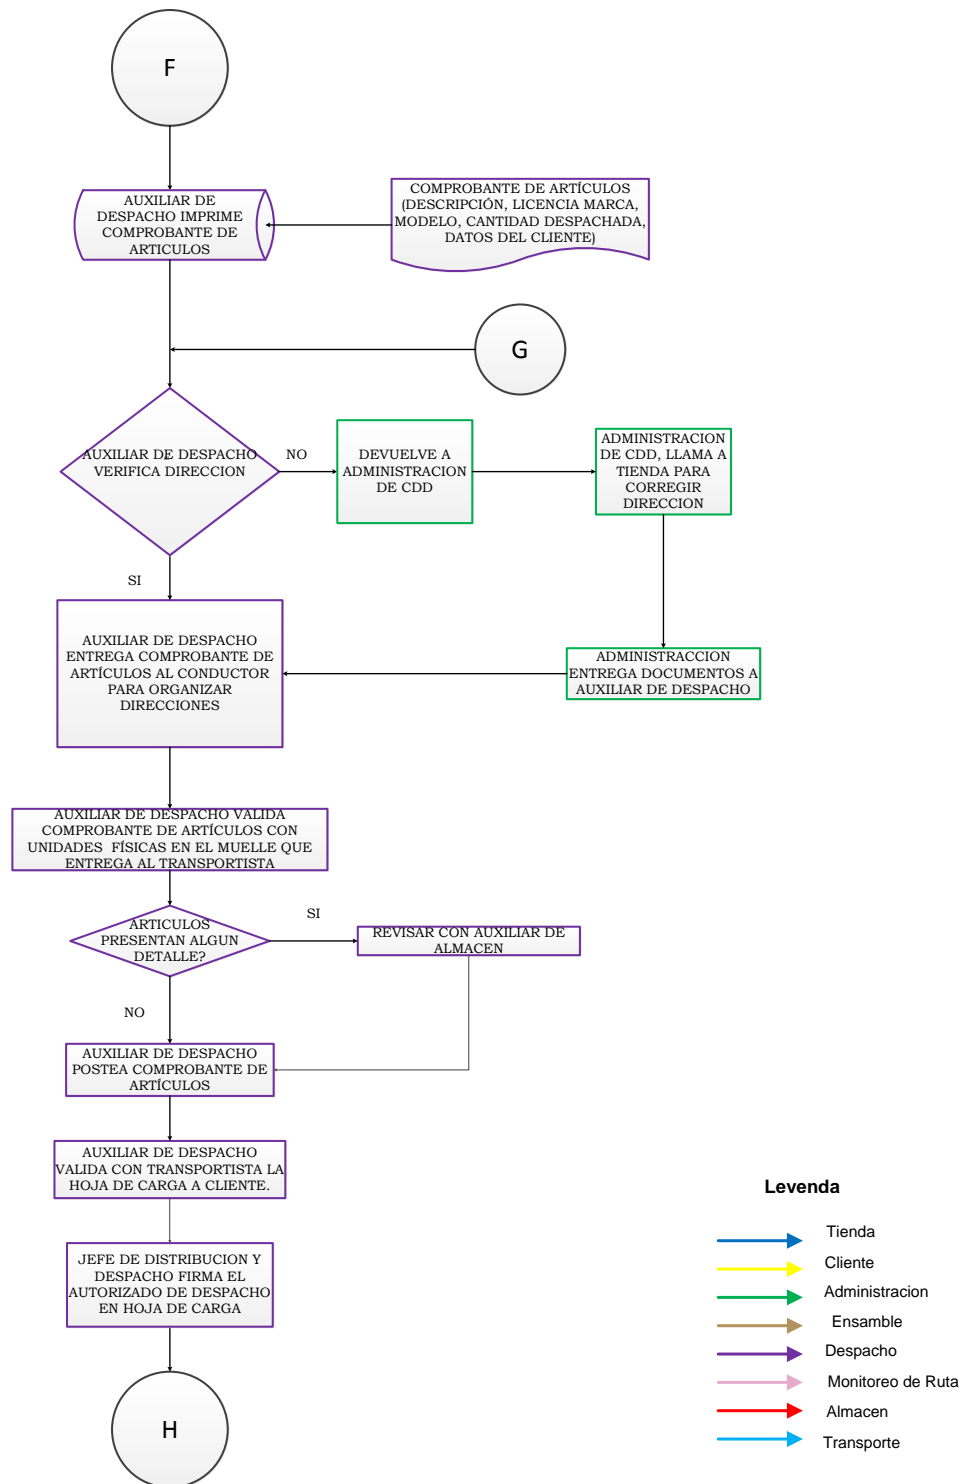 F
AUXILIAR DE
DESPACHO IMPRIME
COMPROBANTE DE
ARTICULOS
COMPROBANTE DE ARTÍCULOS
(DESCRIPCIÓN, LICENCIA MARCA,
MODELO, CANTIDAD DESPACHADA,
DATOS DEL CLIENTE)
G
AUXILIAR DE DESPACHO
VERIFICA DIRECCION
NO
DEVUELVE A
ADMINISTRACION
DE CDD
ADMINISTRACION
DE CDD, LLAMA A
TIENDA PARA
CORREGIR
DIRECCION
SI
AUXILIAR DE DESPACHO
ENTREGA COMPROBANTE DE
ARTÍCULOS AL CONDUCTOR
PARA ORGANIZAR
DIRECCIONES
ADMINISTRACCION
ENTREGA DOCUMENTOS A
AUXILIAR DE DESPACHO
AUXILIAR DE DESPACHO VALIDA
COMPROBANTE DE ARTÍCULOS CON
UNIDADES FÍSICAS EN EL MUELLE QUE
ENTREGA AL TRANSPORTISTA
ARTICULOS
PRESENTAN ALGUN
DETALLE?
SI
REVISAR CON AUXILIAR DE
ALMACEN
NO
AUXILIAR DE DESPACHO
POSTEA COMPROBANTE DE
ARTÍCULOS
AUXILIAR DE DESPACHO
VALIDA CON TRANSPORTISTA LA
HOJA DE CARGA A CLIENTE.
JEFE DE DISTRIBUCION Y
DESPACHO FIRMA EL
AUTORIZADO DE DESPACHO
EN HOJA DE CARGA
H
Levenda
Tienda
Cliente
Administracion
Ensamble
Despacho
Monitoreo de Ruta
Almacen
Transporte